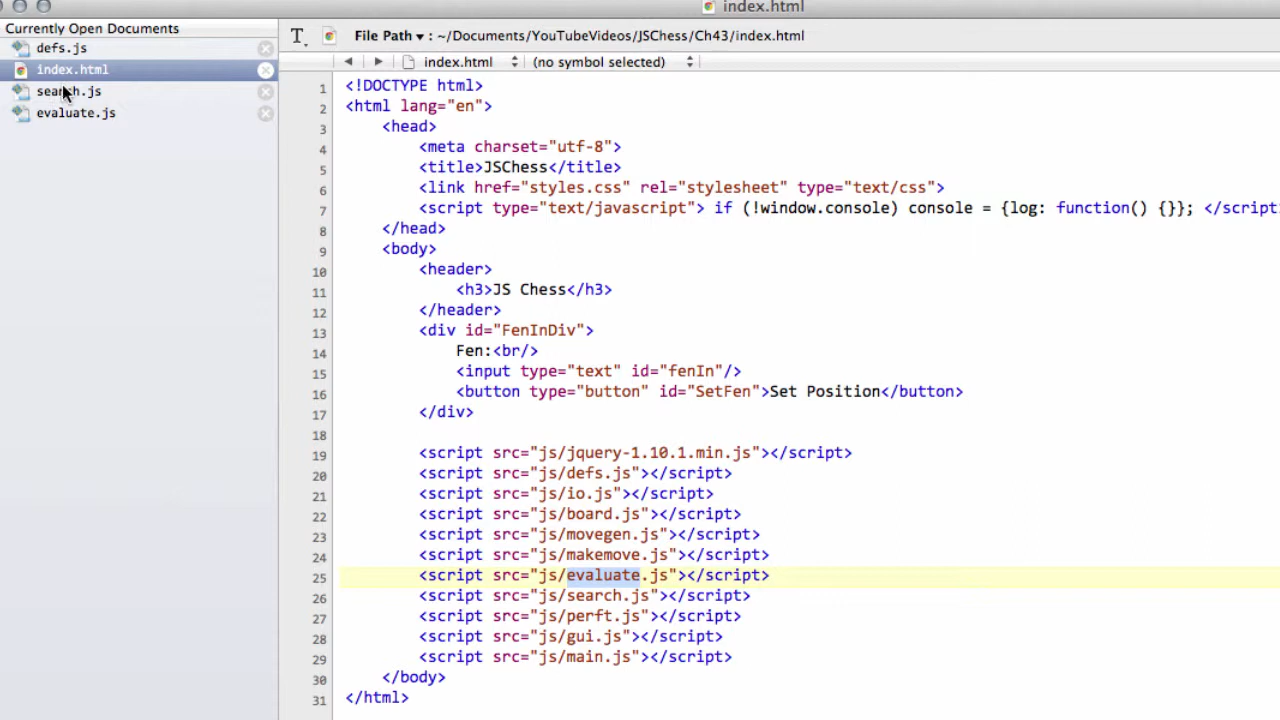 index.html
Currently Open Documents
defs.js
index.html
search.js
evaluate.js
T. File Path ▾ : ~/Documents/YouTubeVideos/JSChess/Ch43/index.html
index.html (no symbol selected)
1 <!DOCTYPE html>
2 <html lang="en">
3 <head>
4 <meta charset="utf-8">
5 <title>JSChess</title>
6 <link href="styles.css" rel="stylesheet" type="text/css">
7 <script type="text/javascript"> if (!window.console) console = {log: function() {}}; </script
8 </head>
9 <body>
10 <header>
11 <h3>JS Chess</h3>
12 </header>
13 <div id="FenInDiv">
14 Fen:<br/>
15 <input type="text" id="fenIn"/>
16 <button type="button" id="SetFen">Set Position</button>
17 </div>
18
19 <script src="js/jquery-1.10.1.min.js"></script>
20 <script src="js/defs.js"></script>
21 <script src="js/io.js"></script>
22 <script src="js/board.js"></script>
23 <script src="js/movegen.js"></script>
24 <script src="js/makemove.js"></script>
25 <script src="js/evaluate.js"></script>
26 <script src="js/search.js"></script>
27 <script src="js/perft.js"></script>
28 <script src="js/gui.js"></script>
29 <script src="js/main.js"></script>
30 </body>
31 </html>